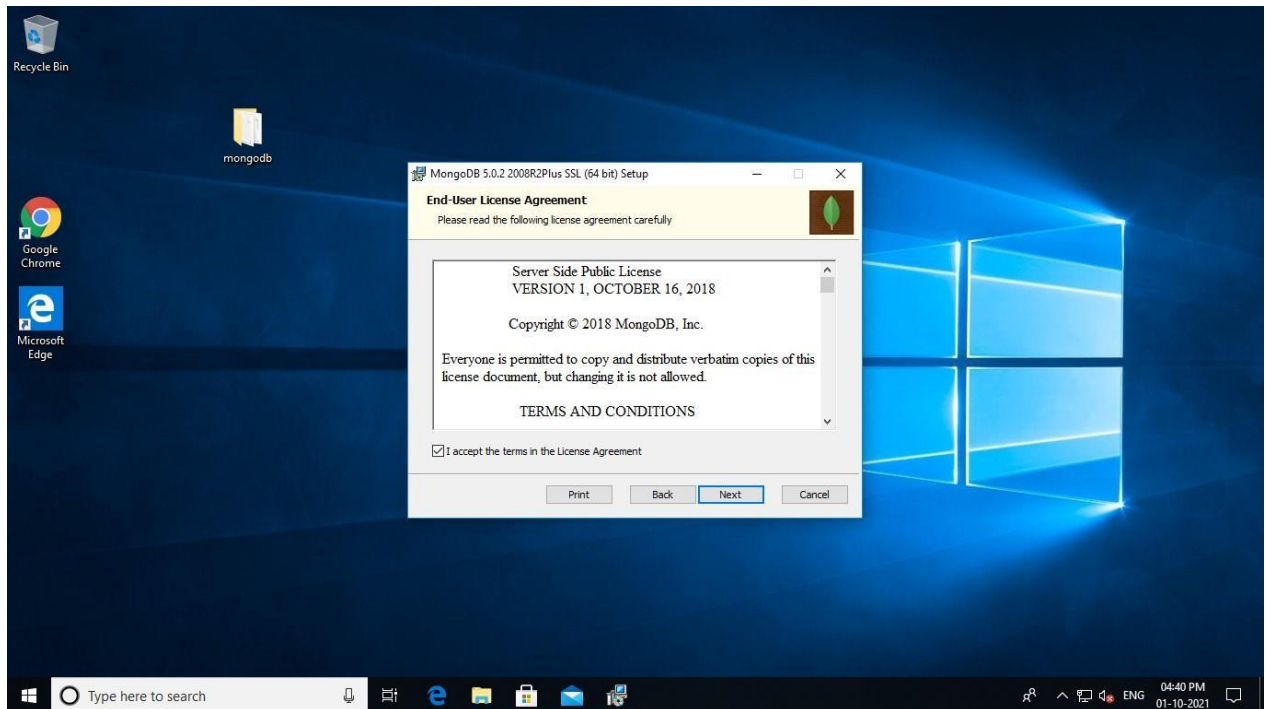 Recycle Bin
mongodb
Google
Chrome
Microsoft
Edge
MongoDB 5.0.2 2008R2Plus SSL (64 bit) Setup
End-User License Agreement
Please read the following license agreement carefully
Server Side Public License
VERSION 1, OCTOBER 16, 2018
Copyright © 2018 MongoDB, Inc.
Everyone is permitted to copy and distribute verbatim copies of this
license document, but changing it is not allowed.
TERMS AND CONDITIONS
I accept the terms in the License Agreement
Print Back Next Cancel
Type here to search
ENG
04:40 PM
01-10-2021